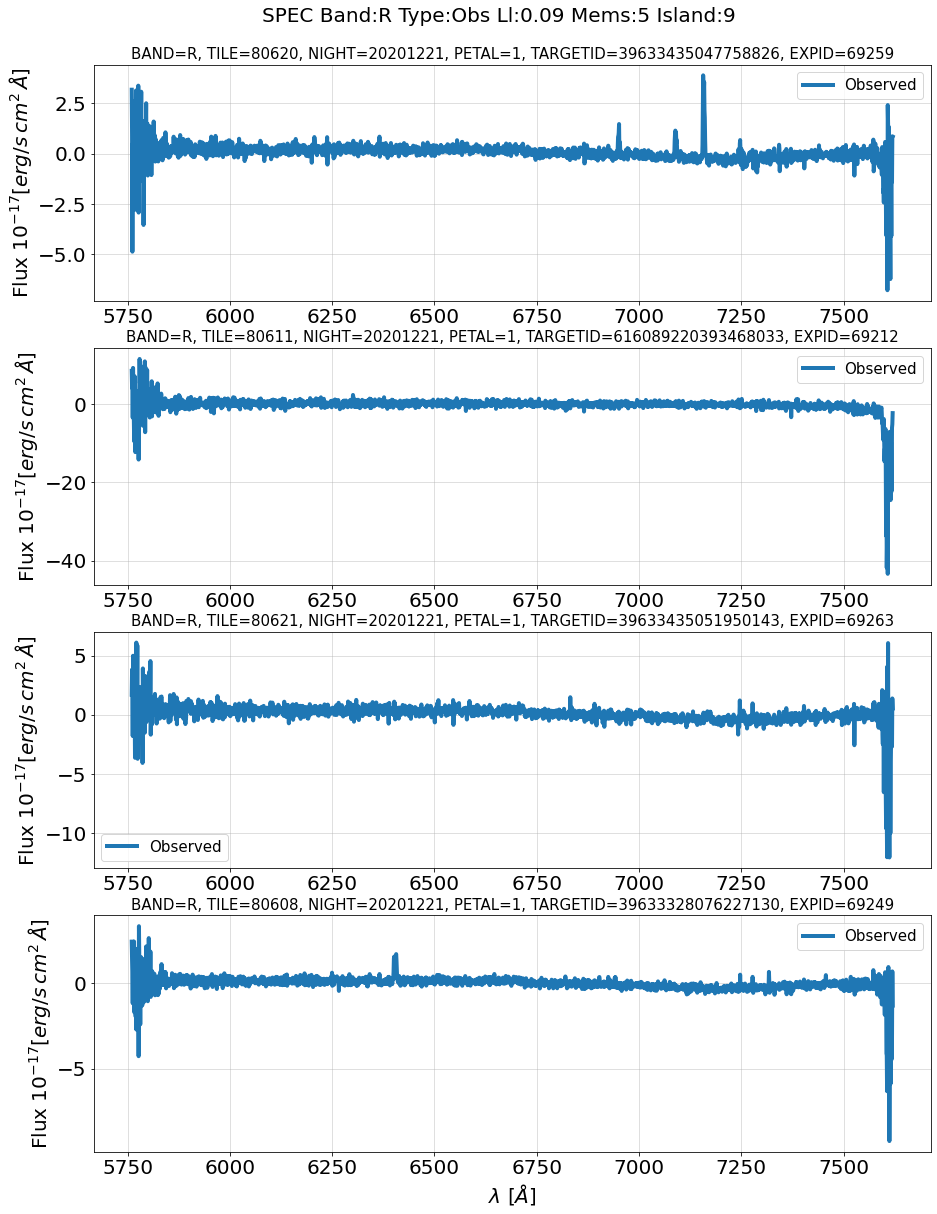 SPEC Band:R Type:Obs Ll:0.09 Mems:5 Island:9
BAND=R, TILE=80620, NIGHT=20201221, PETAL=1, TARGETID=39633435047758826, EXPID=69259
Flux 10^{-17}[erg/s cm^2 Å]
2.5
0.0
−2.5
−5.0
Observed
5750 6000 6250 6500 6750 7000 7250 7500
BAND=R, TILE=80611, NIGHT=20201221, PETAL=1, TARGETID=616089220393468033, EXPID=69212
Flux 10^{-17}[erg/s cm^2 Å]
0
−20
−40
Observed
5750 6000 6250 6500 6750 7000 7250 7500
BAND=R, TILE=80621, NIGHT=20201221, PETAL=1, TARGETID=39633435051950143, EXPID=69263
Flux 10^{-17}[erg/s cm^2 Å]
5
0
−5
−10
Observed
5750 6000 6250 6500 6750 7000 7250 7500
BAND=R, TILE=80608, NIGHT=20201221, PETAL=1, TARGETID=39633328076227130, EXPID=69249
Flux 10^{-17}[erg/s cm^2 Å]
0
−5
Observed
5750 6000 6250 6500 6750 7000 7250 7500
λ [Å]